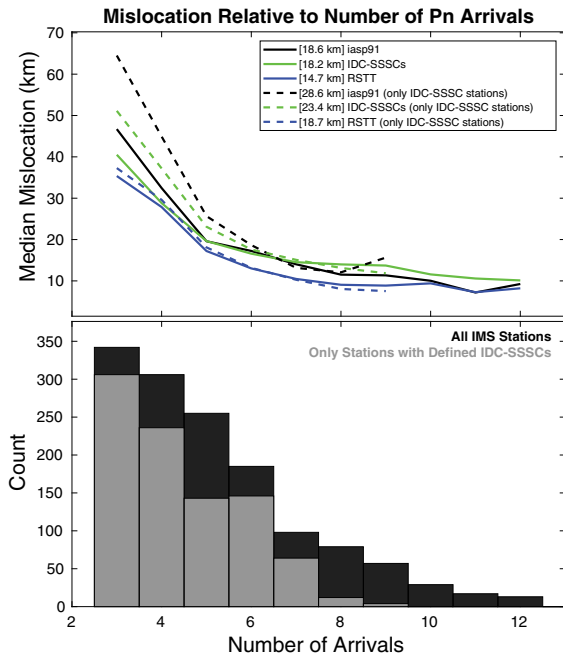 Mislocation Relative to Number of Pn Arrivals
70
60
50
40
30
20
10
Median Mislocation (km)
[18.6 km] iasp91
[18.2 km] IDC-SSSCs
[14.7 km] RSTT
[28.6 km] iasp91 (only IDC-SSSC stations)
[23.4 km] IDC-SSSCs (only IDC-SSSC stations)
[18.7 km] RSTT (only IDC-SSSC stations)
All IMS Stations
Only Stations with Defined IDC-SSSCs
350
300
250
200
150
100
50
0
Count
2 4 6 8 10 12
Number of Arrivals